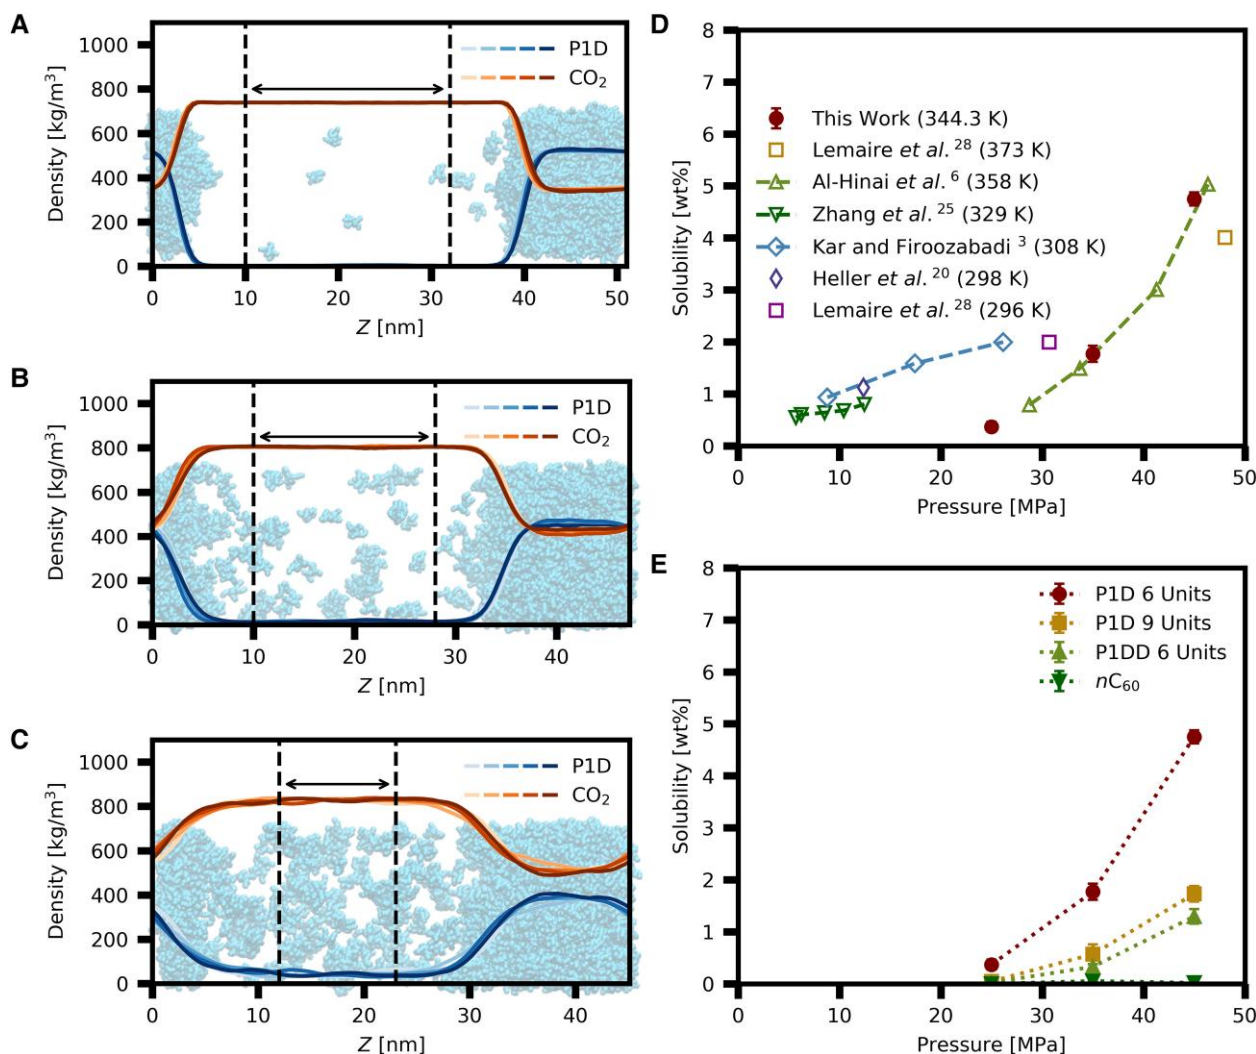 A
1000
800
600
400
200
0
Density [kg/m³]
P1D
CO₂
0 10 20 30 40 50
Z [nm]
B
1000
800
600
400
200
0
Density [kg/m³]
P1D
CO₂
0 10 20 30 40
Z [nm]
C
1000
800
600
400
200
0
Density [kg/m³]
P1D
CO₂
0 10 20 30 40
Z [nm]
D
8
7
6
5
4
3
2
1
0
Solubility [wt%]
This Work (344.3 K)
Lemaire et al. ²⁸ (373 K)
Al-Hinai et al. ⁶ (358 K)
Zhang et al. ²⁵ (329 K)
Kar and Firoozabadi ³ (308 K)
Heller et al. ²⁰ (298 K)
Lemaire et al. ²⁸ (296 K)
0 10 20 30 40 50
Pressure [MPa]
E
8
7
6
5
4
3
2
1
0
Solubility [wt%]
P1D 6 Units
P1D 9 Units
P1DD 6 Units
nC₆₀
0 10 20 30 40 50
Pressure [MPa]